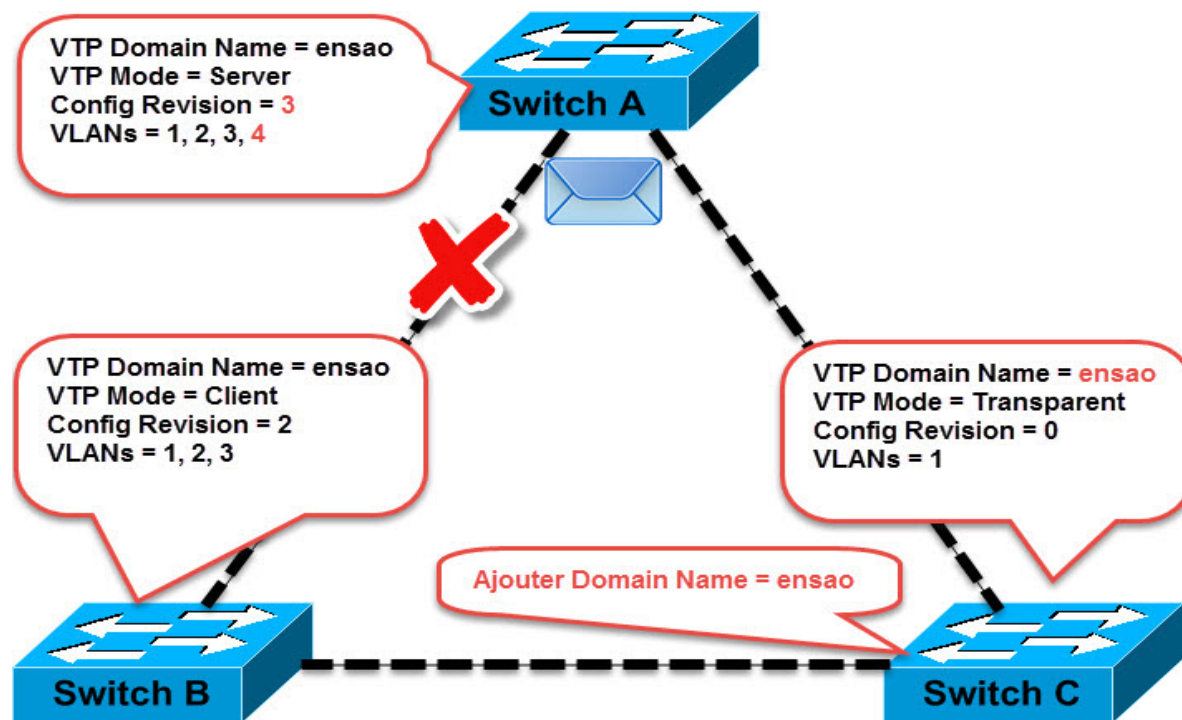 VTP Domain Name = ensao
VTP Mode = Server
Config Revision = 3
VLANs = 1, 2, 3, 4
Switch A
VTP Domain Name = ensao
VTP Mode = Client
Config Revision = 2
VLANs = 1, 2, 3
VTP Domain Name = ensao
VTP Mode = Transparent
Config Revision = 0
VLANs = 1
Ajouter Domain Name = ensao
Switch B
Switch C